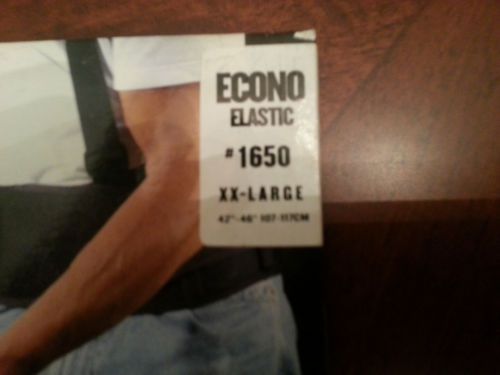 ECONO
ELASTIC
#1650
XX-LARGE
42"-46" 107-117CM